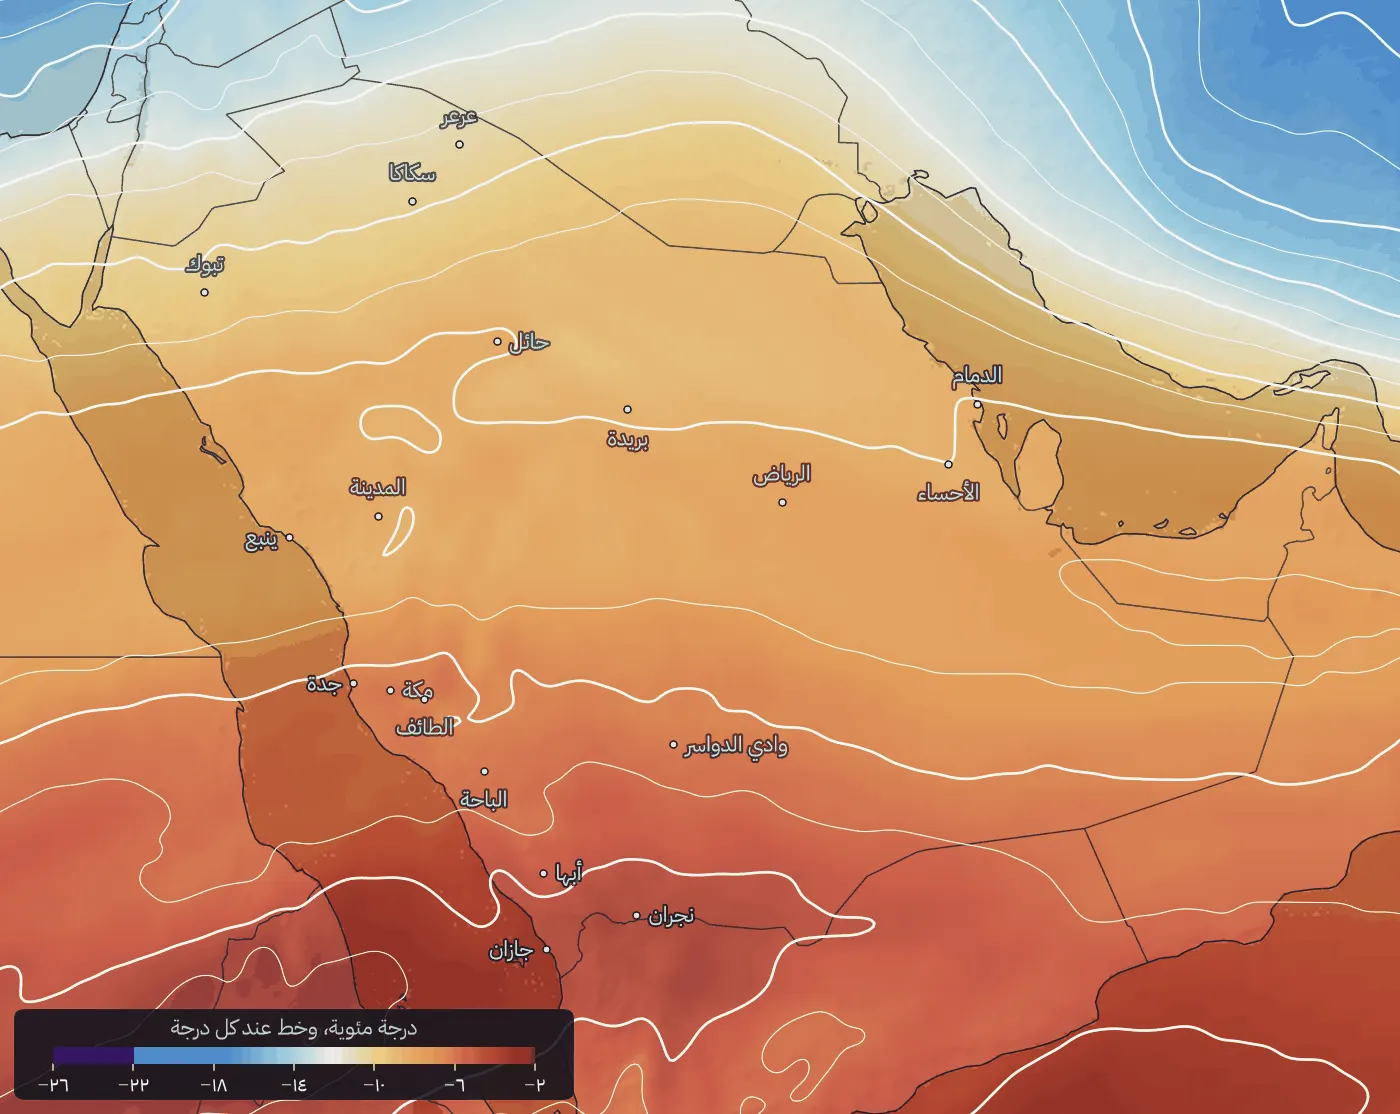 عرعر
سكاكا
تبوك
حائل
الدمام
بريدة
الرياض
المدينة
الأحساء
ينبع
جدة
مكة
الطائف
وادي الدواسر
الباحة
أبها
نجران
جازان
درجة مئوية، وخط عند كل درجة
−٢٦ −٢٢ −١٨ −١٤ −١٠ −٦ −٢